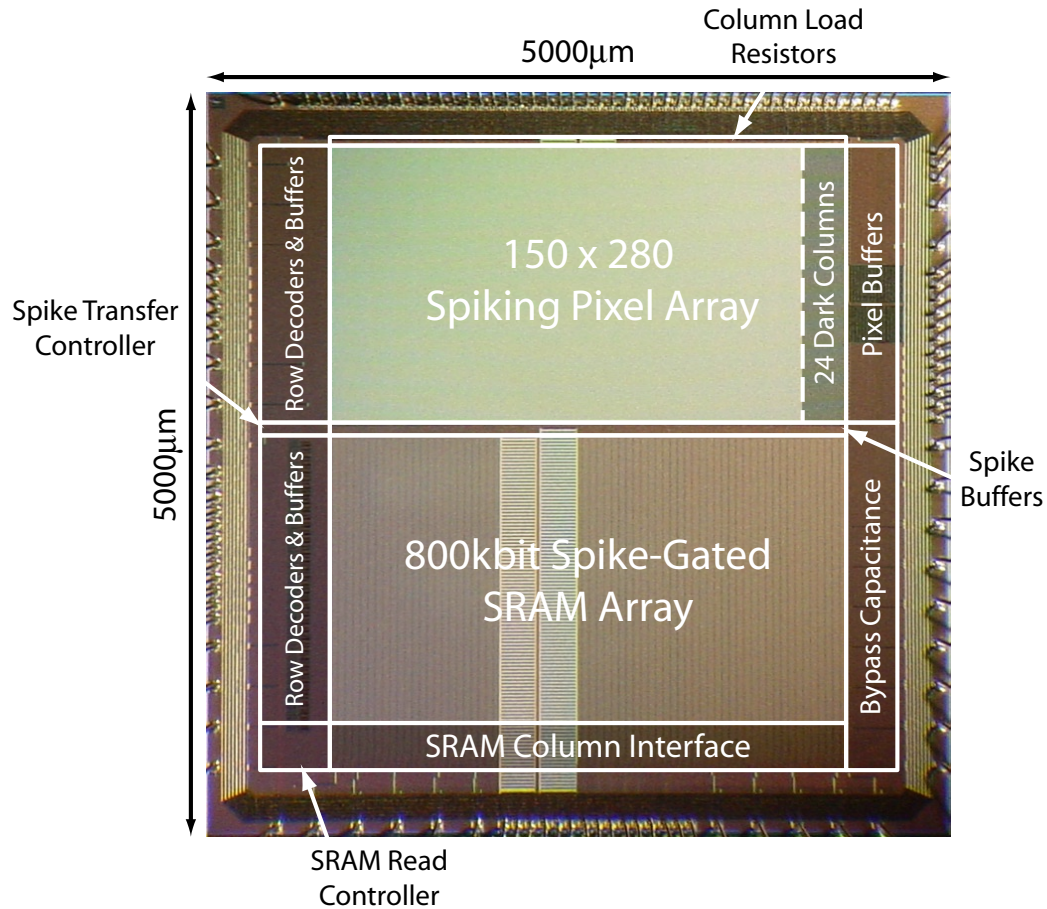 Column Load
Resistors
5000μm
Row Decoders & Buffers
150 x 280
Spiking Pixel Array
24 Dark Columns
Pixel Buffers
Spike Transfer
Controller
5000μm
Spike
Buffers
Row Decoders & Buffers
800kbit Spike-Gated
SRAM Array
Bypass Capacitance
SRAM Column Interface
SRAM Read
Controller